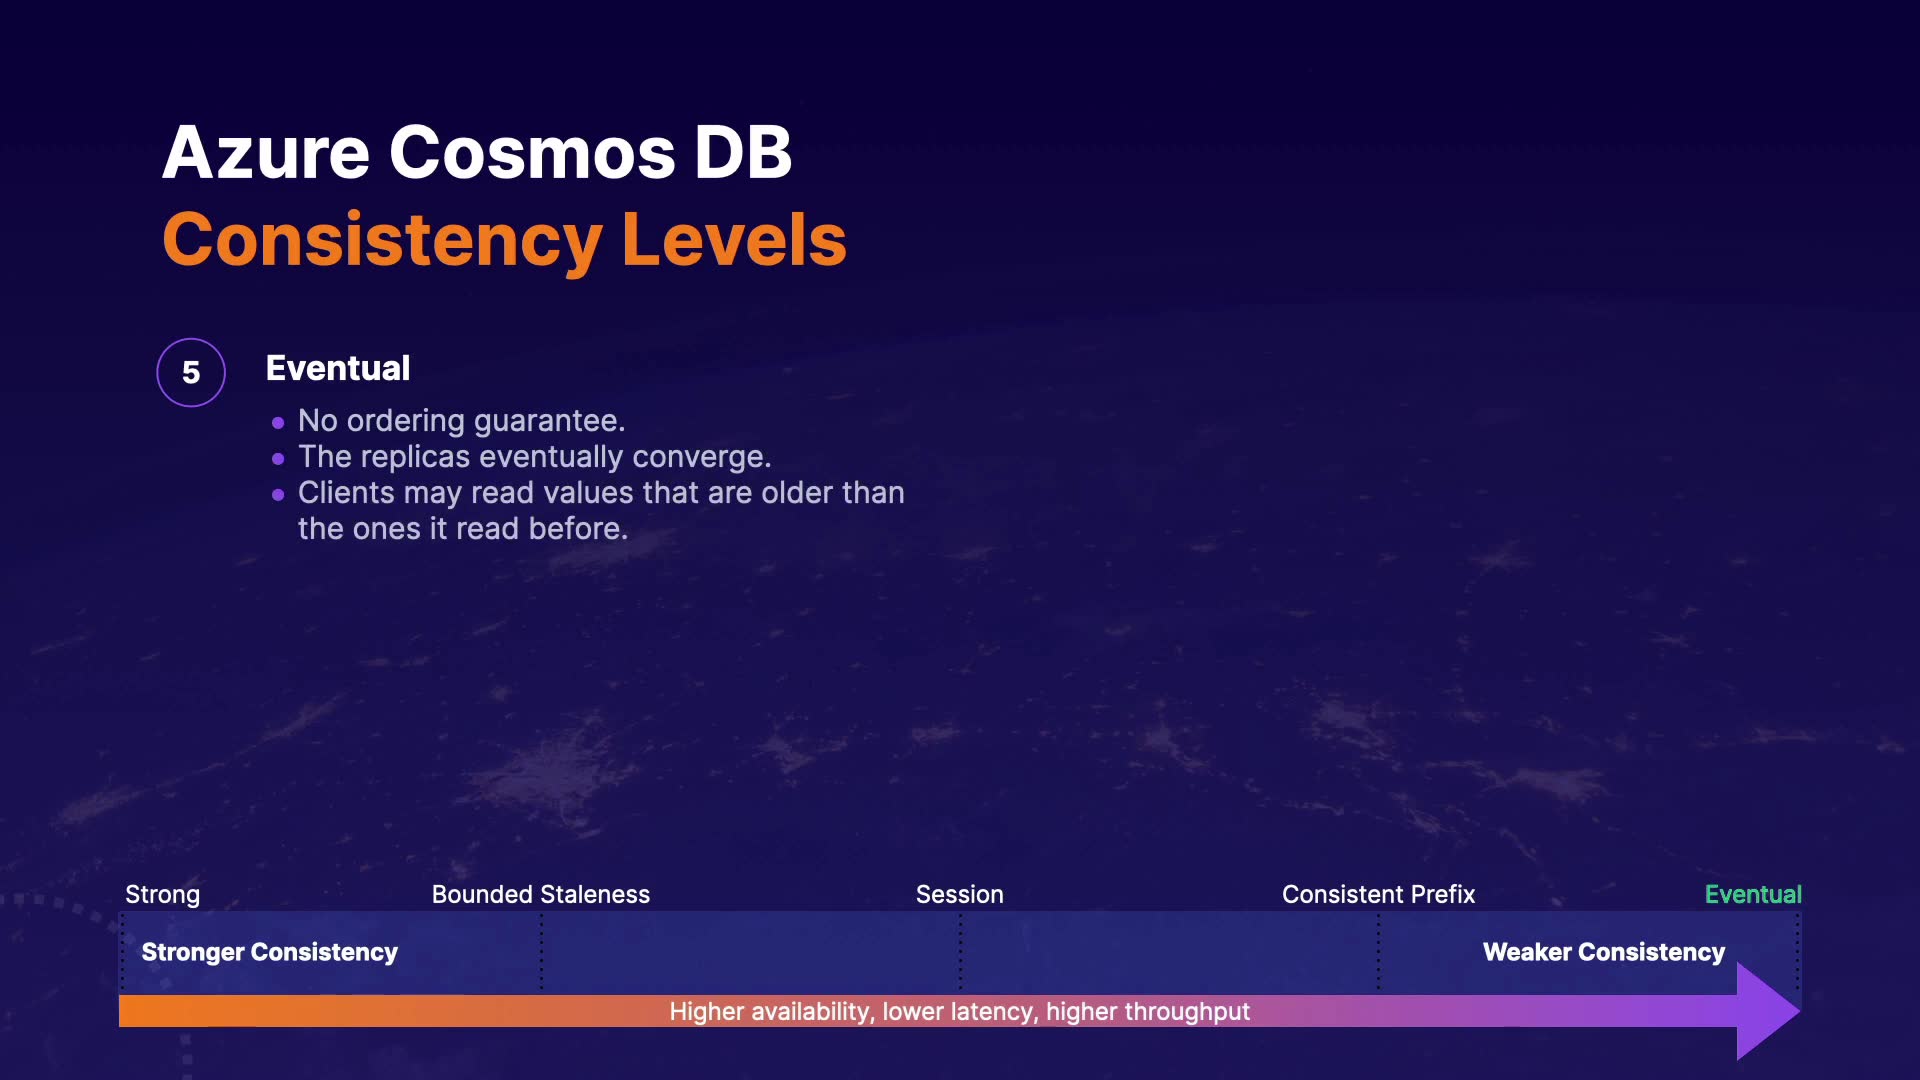 Azure Cosmos DB
Consistency Levels
5
Eventual
No ordering guarantee.
The replicas eventually converge.
Clients may read values that are older than
the ones it read before.
Strong
Bounded Staleness
Session
Consistent Prefix
Eventual
Stronger Consistency
Weaker Consistency
Higher availability, lower latency, higher throughput